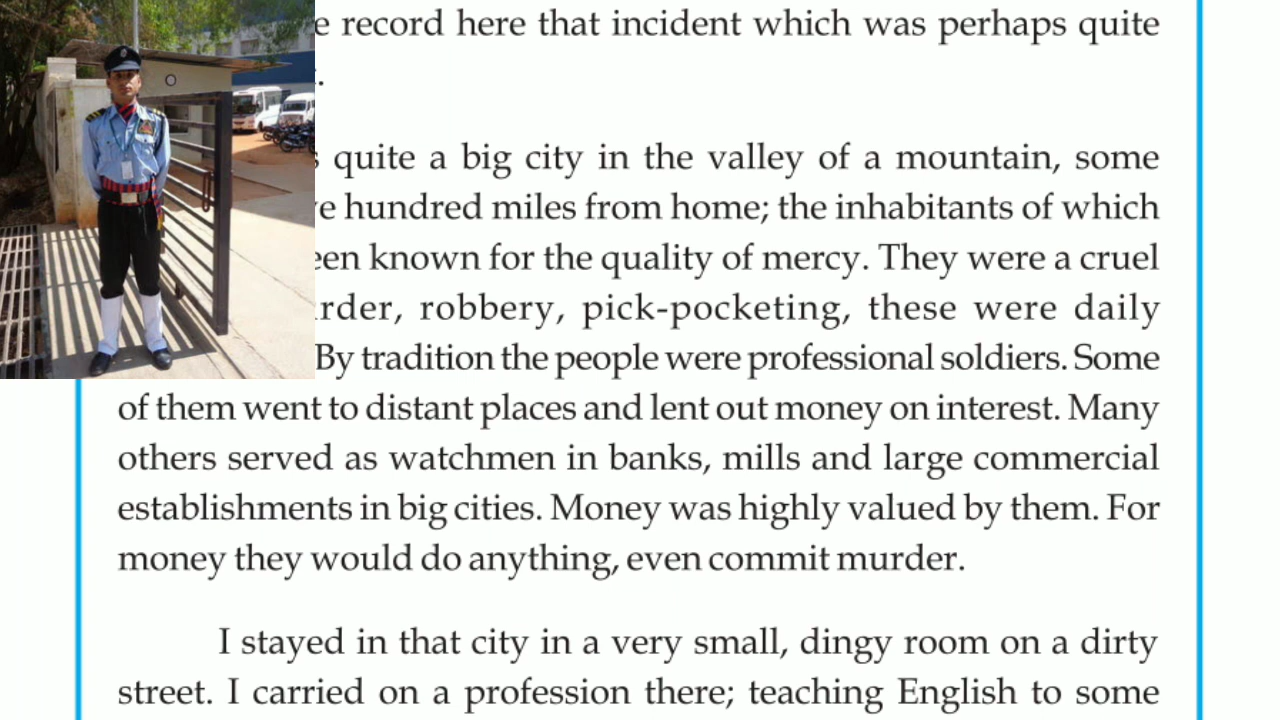 record here that incident which was perhaps quite
quite a big city in the valley of a mountain, some
hundred miles from home; the inhabitants of which
known for the quality of mercy. They were a cruel
robbery, pick-pocketing, these were daily
By tradition the people were professional soldiers. Some
of them went to distant places and lent out money on interest. Many
others served as watchmen in banks, mills and large commercial
establishments in big cities. Money was highly valued by them. For
money they would do anything, even commit murder.
I stayed in that city in a very small, dingy room on a dirty
street. I carried on a profession there; teaching English to some